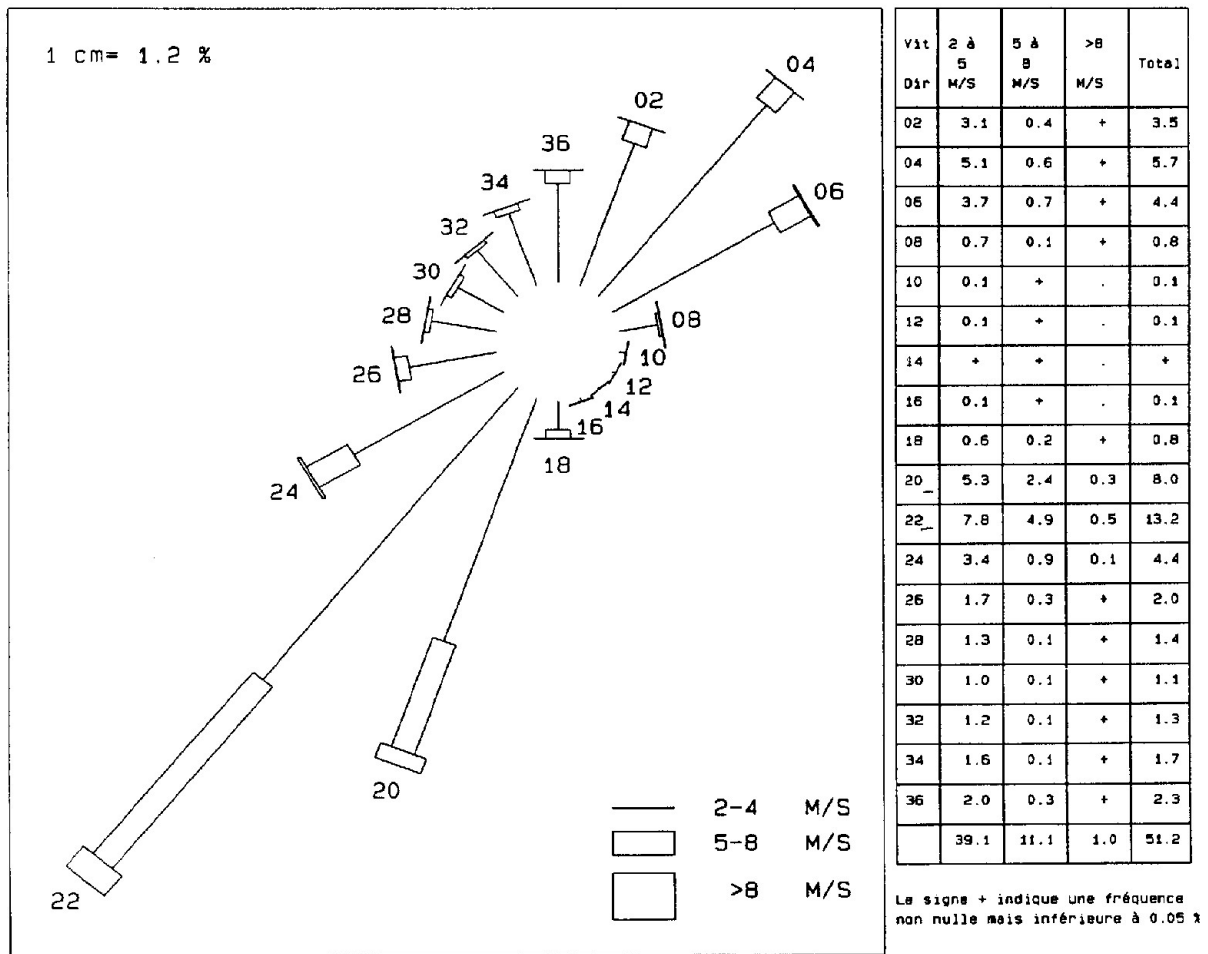 1 cm= 1.2 %
04
02
36
06
34
32
30
28
08
26
10
12
14
16
18
24
20
22
2-4 M/S
5-8 M/S
>8 M/S
Vit 2 à 5 à >8 Total
5 8
Dir M/S M/S M/S
02 3.1 0.4 + 3.5
04 5.1 0.6 + 5.7
06 3.7 0.7 + 4.4
08 0.7 0.1 + 0.8
10 0.1 + . 0.1
12 0.1 + . 0.1
14 + + . +
16 0.1 + . 0.1
18 0.6 0.2 + 0.8
20 5.3 2.4 0.3 8.0
22 7.8 4.9 0.5 13.2
24 3.4 0.9 0.1 4.4
26 1.7 0.3 + 2.0
28 1.3 0.1 + 1.4
30 1.0 0.1 + 1.1
32 1.2 0.1 + 1.3
34 1.6 0.1 + 1.7
36 2.0 0.3 + 2.3
39.1 11.1 1.0 51.2
Le signe + indique une fréquence
non nulle mais inférieure à 0.05 %